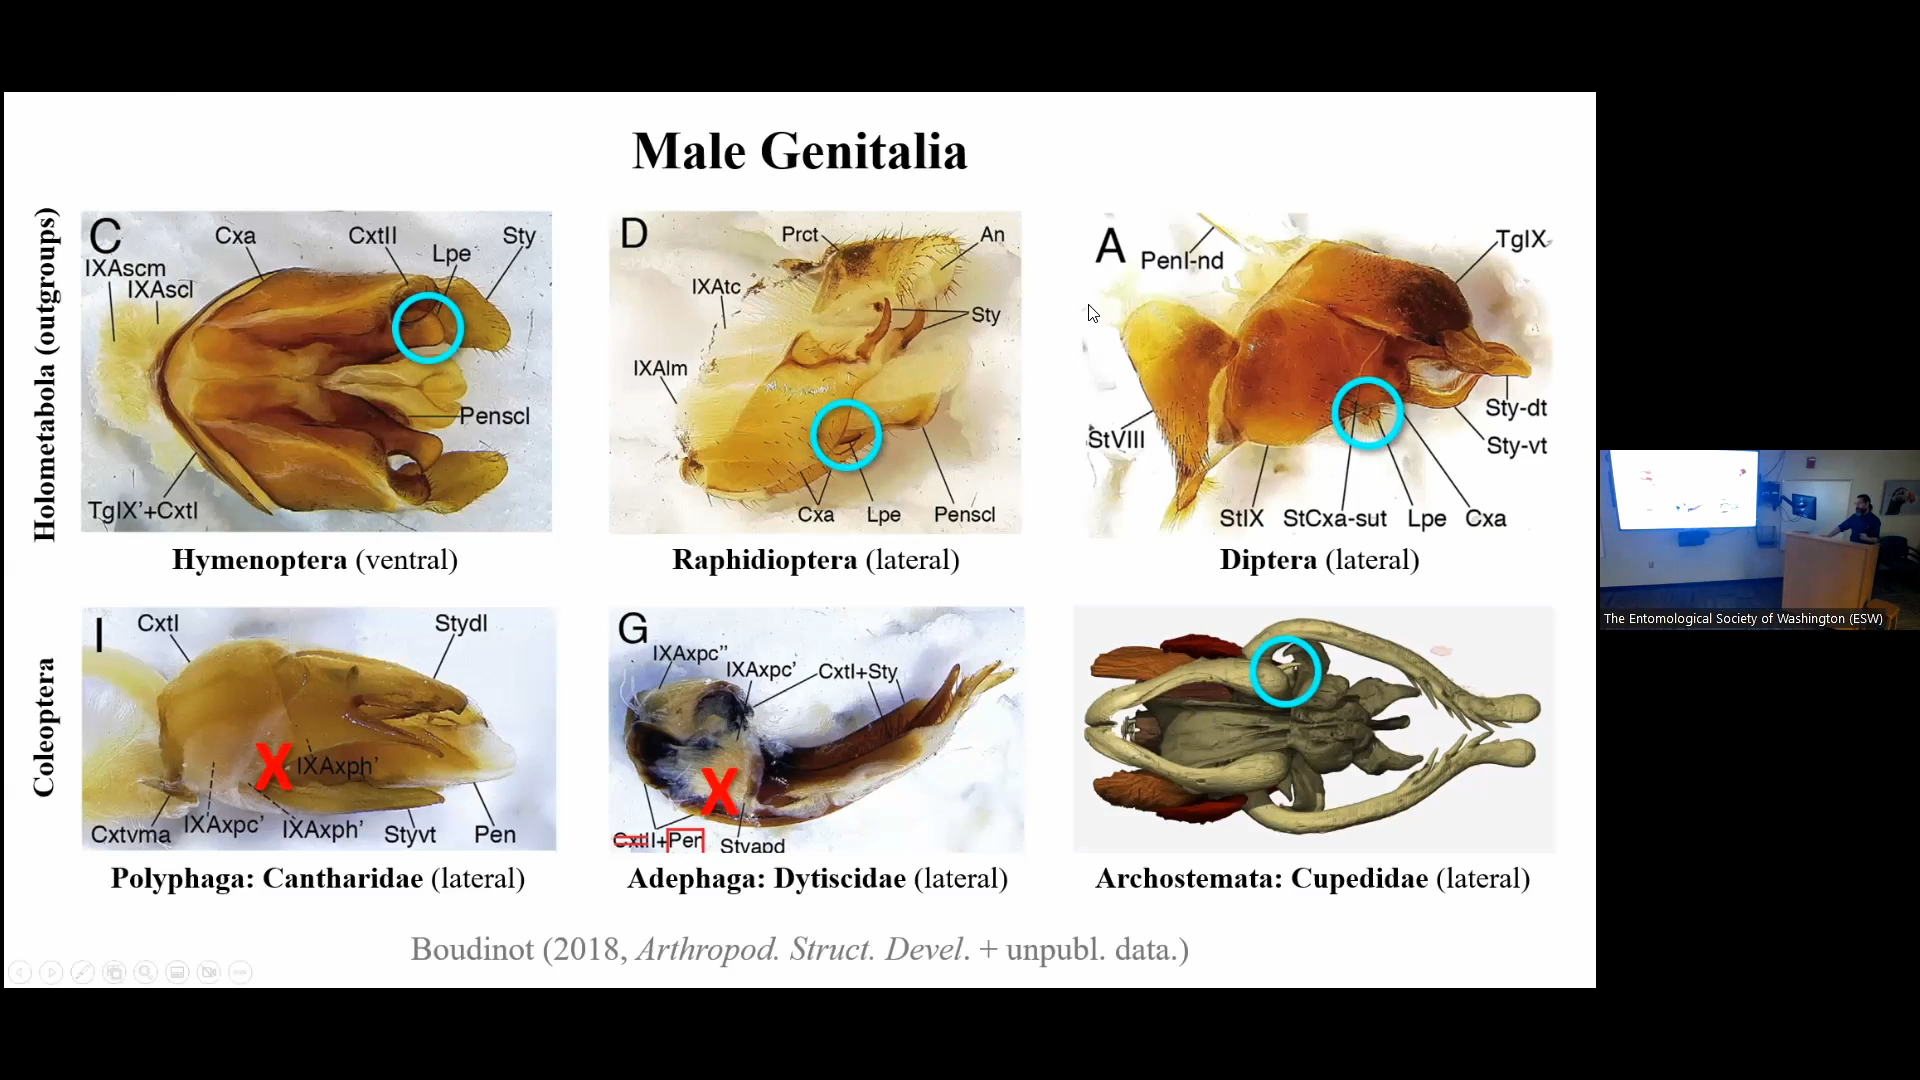 Male Genitalia
Holometabola (outgroups)
C
Cxa
CxtII
Lpe
Sty
IXAscm
IXAscl
Penscl
TgIX'+CxtI
Hymenoptera (ventral)
D
Prct
An
IXAtc
Sty
IXAlm
Cxa
Lpe
Penscl
Raphidioptera (lateral)
A
PenI-nd
TgIX
Sty-dt
Sty-vt
StVIII
StIX
StCxa-sut
Lpe
Cxa
Diptera (lateral)
Coleoptera
I
CxtI
Stydl
X
IXAxph'
Cxtvma
IXAxpc'
IXAxph'
Styvt
Pen
Polyphaga: Cantharidae (lateral)
G
IXAxpc"
IXAxpc'
CxtI+Sty
X
CxtII+Pen
Styapd
Adephaga: Dytiscidae (lateral)
Archostemata: Cupedidae (lateral)
Boudinot (2018, Arthropod. Struct. Devel. + unpubl. data.)
The Entomological Society of Washington (ESW)